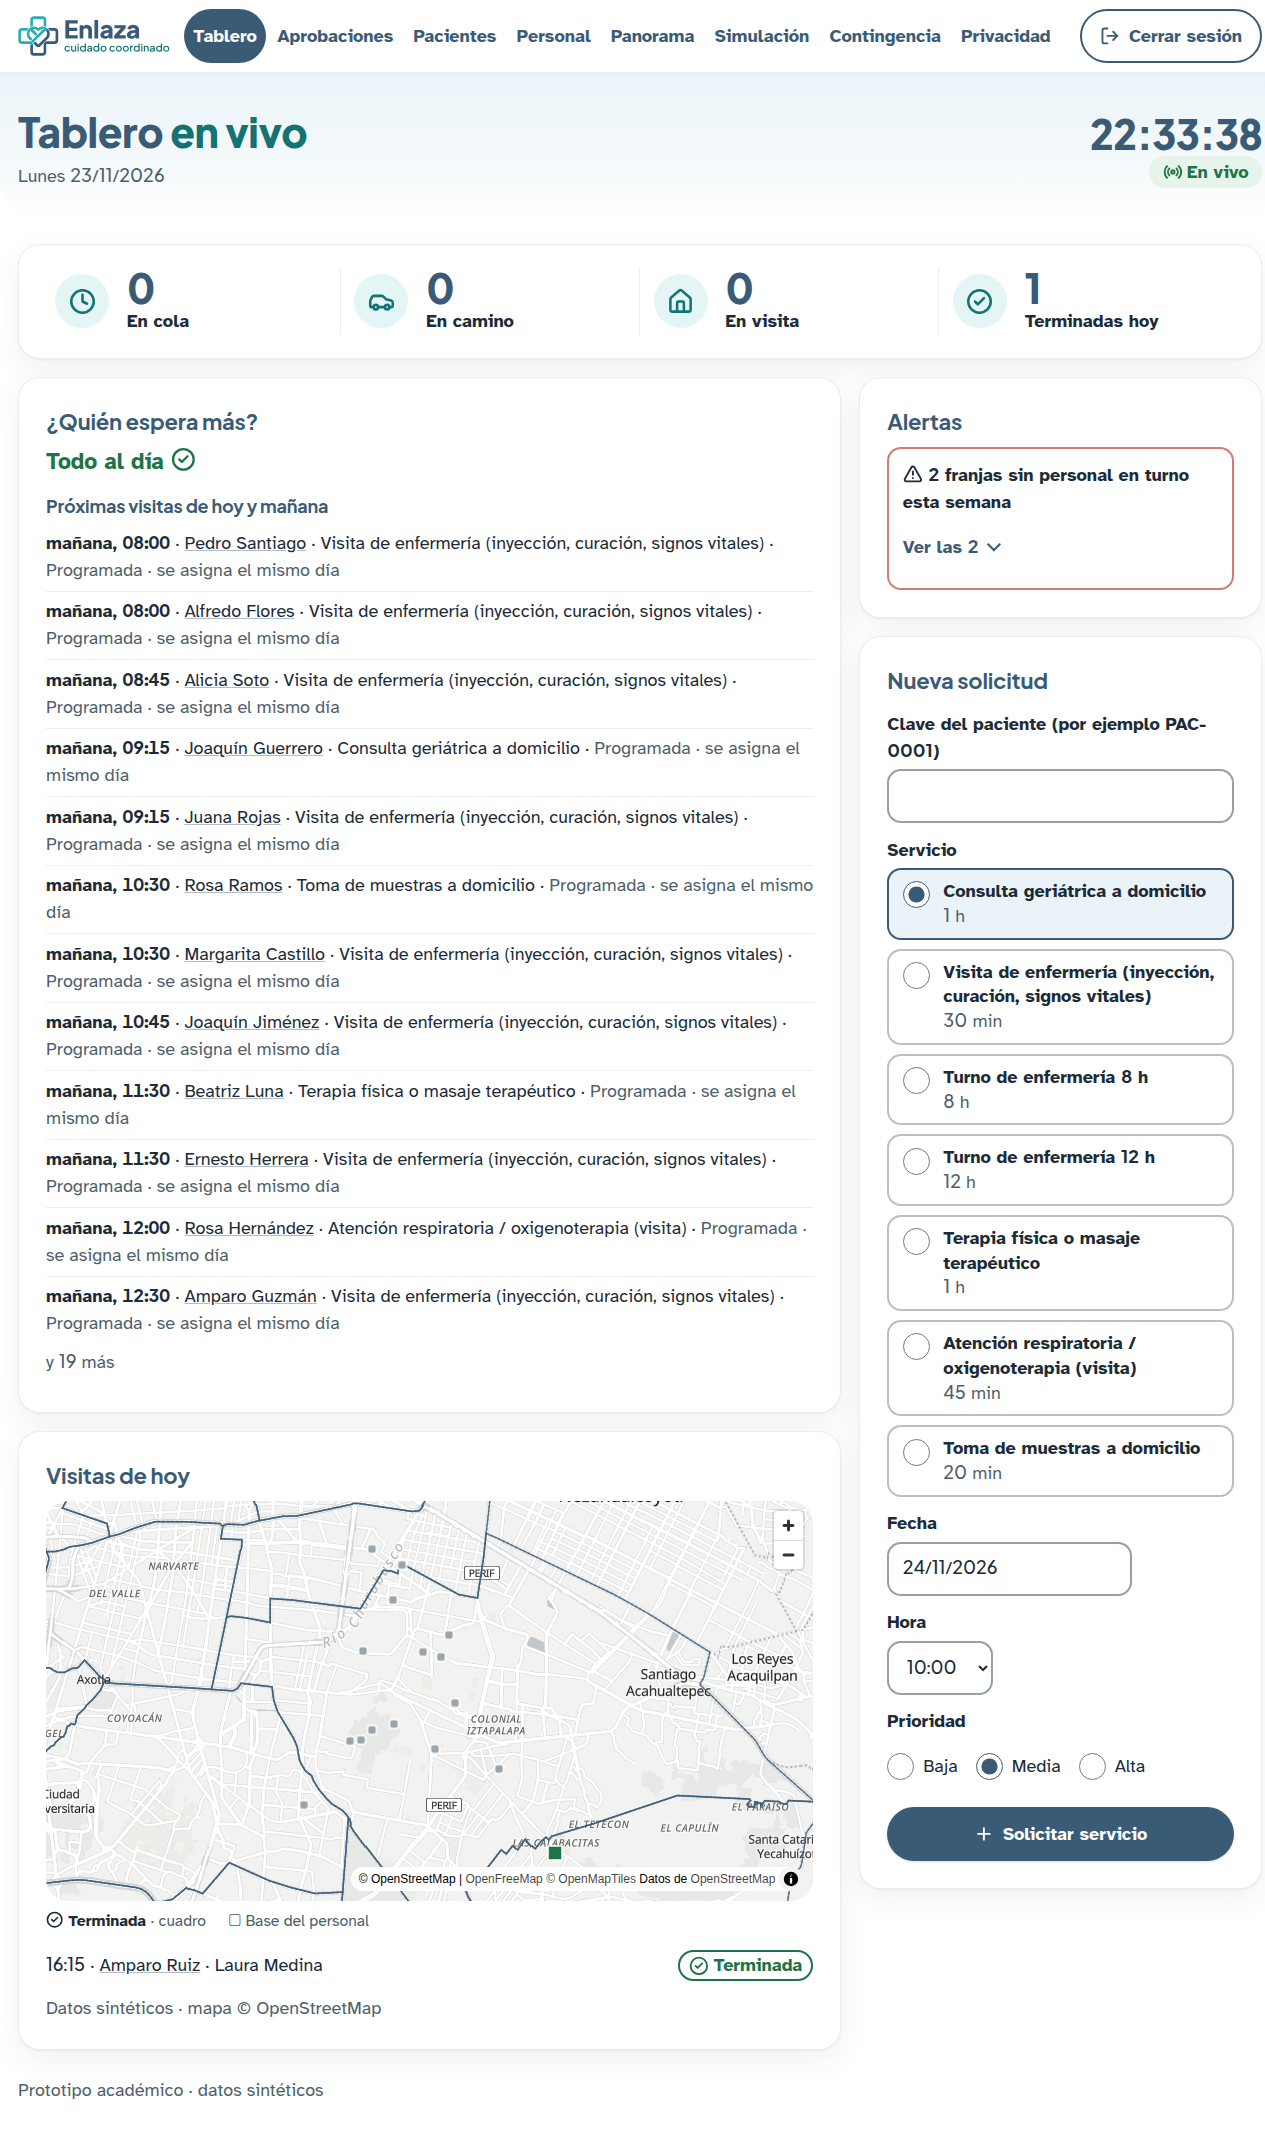 Enlaza
cuidado coordinado
Tablero
Aprobaciones
Pacientes
Personal
Panorama
Simulación
Contingencia
Privacidad
Cerrar sesión
Tablero en vivo
Lunes 23/11/2026
22:33:38
En vivo
0
En cola
0
En camino
0
En visita
1
Terminadas hoy
¿Quién espera más?
Todo al día
Próximas visitas de hoy y mañana
mañana, 08:00 · Pedro Santiago · Visita de enfermería (inyección, curación, signos vitales) ·
Programada · se asigna el mismo día
mañana, 08:00 · Alfredo Flores · Visita de enfermería (inyección, curación, signos vitales) ·
Programada · se asigna el mismo día
mañana, 08:45 · Alicia Soto · Visita de enfermería (inyección, curación, signos vitales) ·
Programada · se asigna el mismo día
mañana, 09:15 · Joaquín Guerrero · Consulta geriátrica a domicilio · Programada · se asigna el
mismo día
mañana, 09:15 · Juana Rojas · Visita de enfermería (inyección, curación, signos vitales) ·
Programada · se asigna el mismo día
mañana, 10:30 · Rosa Ramos · Toma de muestras a domicilio · Programada · se asigna el mismo
día
mañana, 10:30 · Margarita Castillo · Visita de enfermería (inyección, curación, signos vitales) ·
Programada · se asigna el mismo día
mañana, 10:45 · Joaquín Jiménez · Visita de enfermería (inyección, curación, signos vitales) ·
Programada · se asigna el mismo día
mañana, 11:30 · Beatriz Luna · Terapia física o masaje terapéutico · Programada · se asigna el
mismo día
mañana, 11:30 · Ernesto Herrera · Visita de enfermería (inyección, curación, signos vitales) ·
Programada · se asigna el mismo día
mañana, 12:00 · Rosa Hernández · Atención respiratoria / oxigenoterapia (visita) · Programada ·
se asigna el mismo día
mañana, 12:30 · Amparo Guzmán · Visita de enfermería (inyección, curación, signos vitales) ·
Programada · se asigna el mismo día
y 19 más
Alertas
2 franjas sin personal en turno
esta semana
Ver las 2
Nueva solicitud
Clave del paciente (por ejemplo PAC-
0001)
Servicio
Consulta geriátrica a domicilio
1 h
Visita de enfermería (inyección,
curación, signos vitales)
30 min
Turno de enfermería 8 h
8 h
Turno de enfermería 12 h
12 h
Terapia física o masaje
terapéutico
1 h
Atención respiratoria /
oxigenoterapia (visita)
45 min
Toma de muestras a domicilio
20 min
Fecha
24/11/2026
Hora
10:00
Prioridad
Baja
Media
Alta
+ Solicitar servicio
Visitas de hoy
+
−
NARVARTE
DEL VALLE
Río Churubusco
PERIF
Los Reyes
Acaquilpan
Santiago
Acahualtepec
Axotla
COYOACÁN
GEL
COLONIAL
IZTAPALAPA
Ciudad
versitaria
PERIF
EL PARAÍSO
EL TETECON
EL CAPULÍN
LAS CALABACITAS
Santa Catari
Yecahuizot
© OpenStreetMap | OpenFreeMap © OpenMapTiles Datos de OpenStreetMap
Terminada · cuadro
Base del personal
16:15 · Amparo Ruiz · Laura Medina
Terminada
Datos sintéticos · mapa © OpenStreetMap
Prototipo académico · datos sintéticos